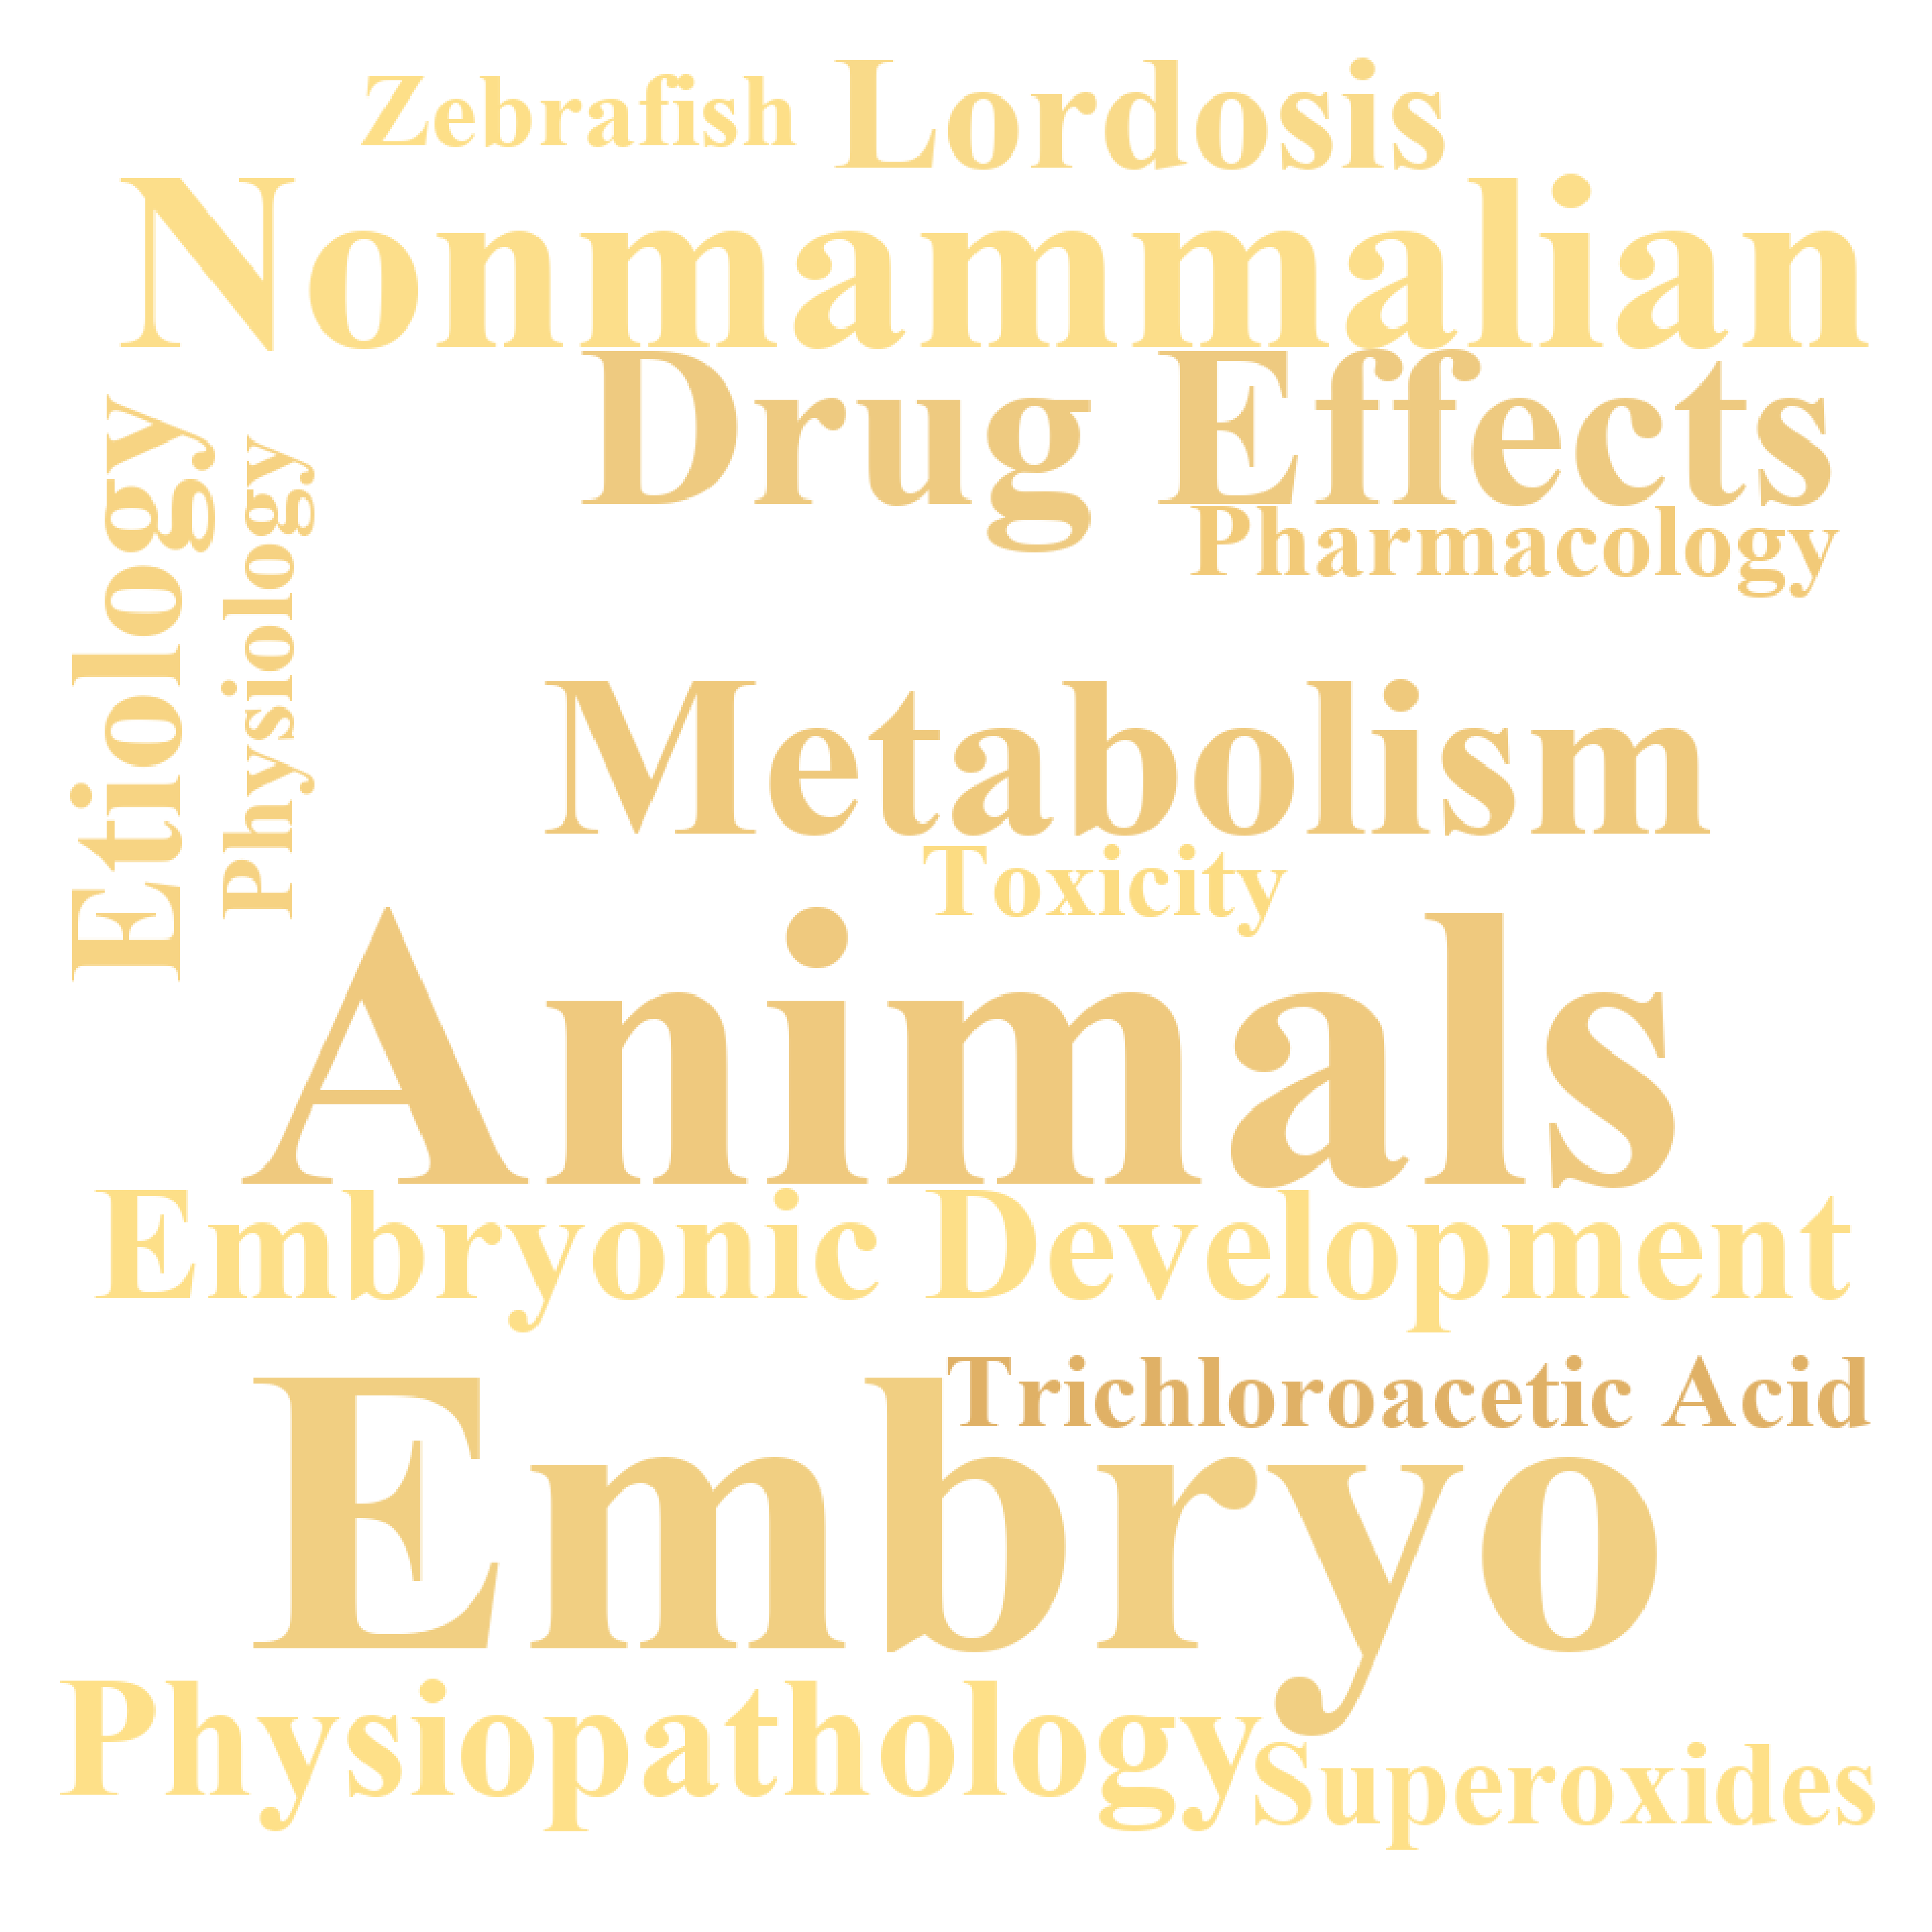 Zebrafish Lordosis
Nonmammalian
Drug Effects
Pharmacology
Etiology
Physiology
Metabolism
Toxicity
Animals
Embryonic Development
Trichloroacetic Acid
Embryo
Physiopathology
Superoxides